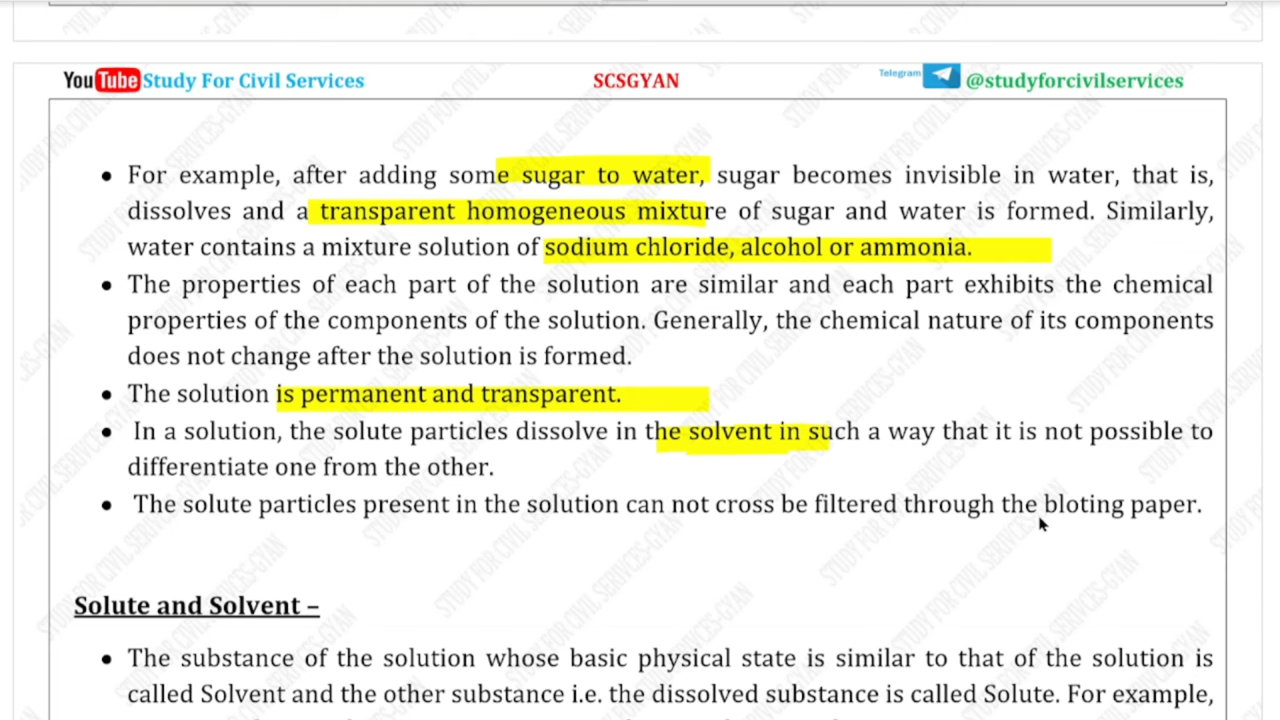 YouTube Study For Civil Services SCSGYAN Telegram @studyforcivilservices
• For example, after adding some sugar to water, sugar becomes invisible in water, that is,
dissolves and a transparent homogeneous mixture of sugar and water is formed. Similarly,
water contains a mixture solution of sodium chloride, alcohol or ammonia.
• The properties of each part of the solution are similar and each part exhibits the chemical
properties of the components of the solution. Generally, the chemical nature of its components
does not change after the solution is formed.
• The solution is permanent and transparent.
• In a solution, the solute particles dissolve in the solvent in such a way that it is not possible to
differentiate one from the other.
• The solute particles present in the solution can not cross be filtered through the bloting paper.
Solute and Solvent –
• The substance of the solution whose basic physical state is similar to that of the solution is
called Solvent and the other substance i.e. the dissolved substance is called Solute. For example,